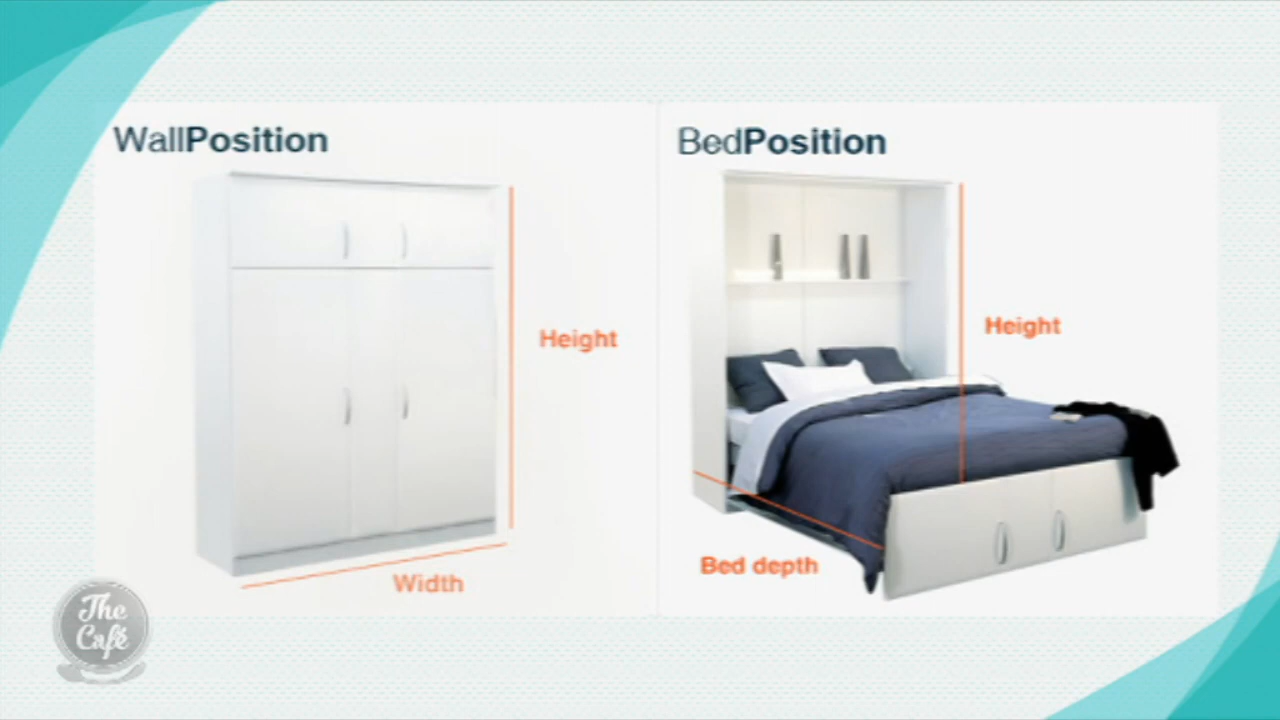 WallPosition
Height
Width
BedPosition
Height
Bed depth
The
Café